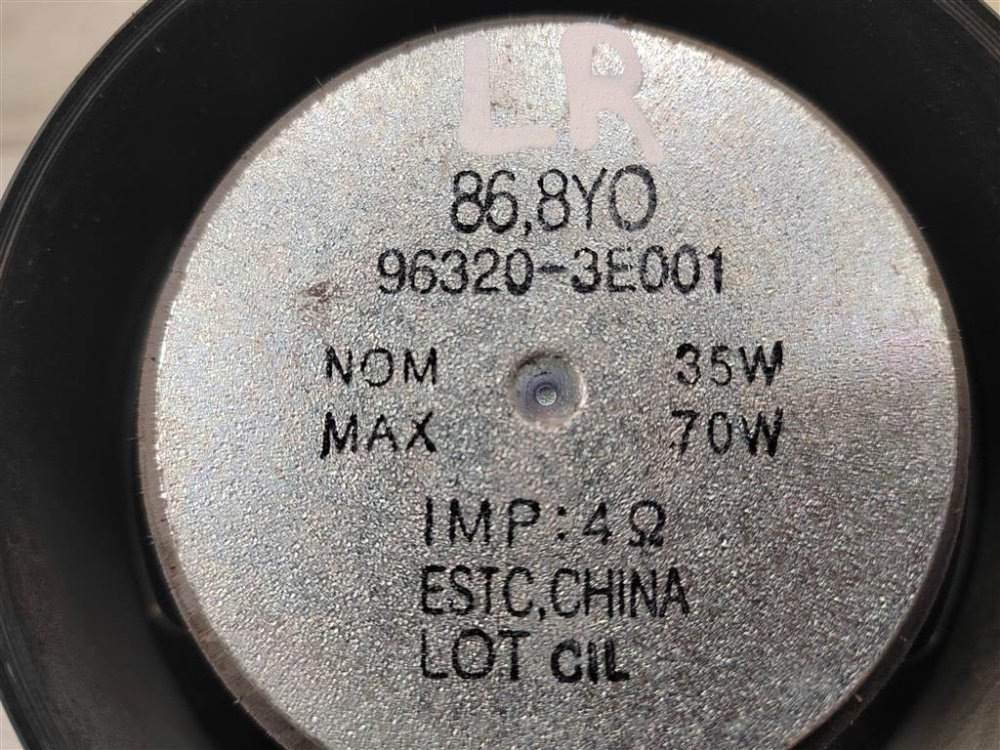 LR
86,8YO
96320-3E001
NOM 35W
MAX 70W
IMP:4Ω
ESTC,CHINA
LOT CIL